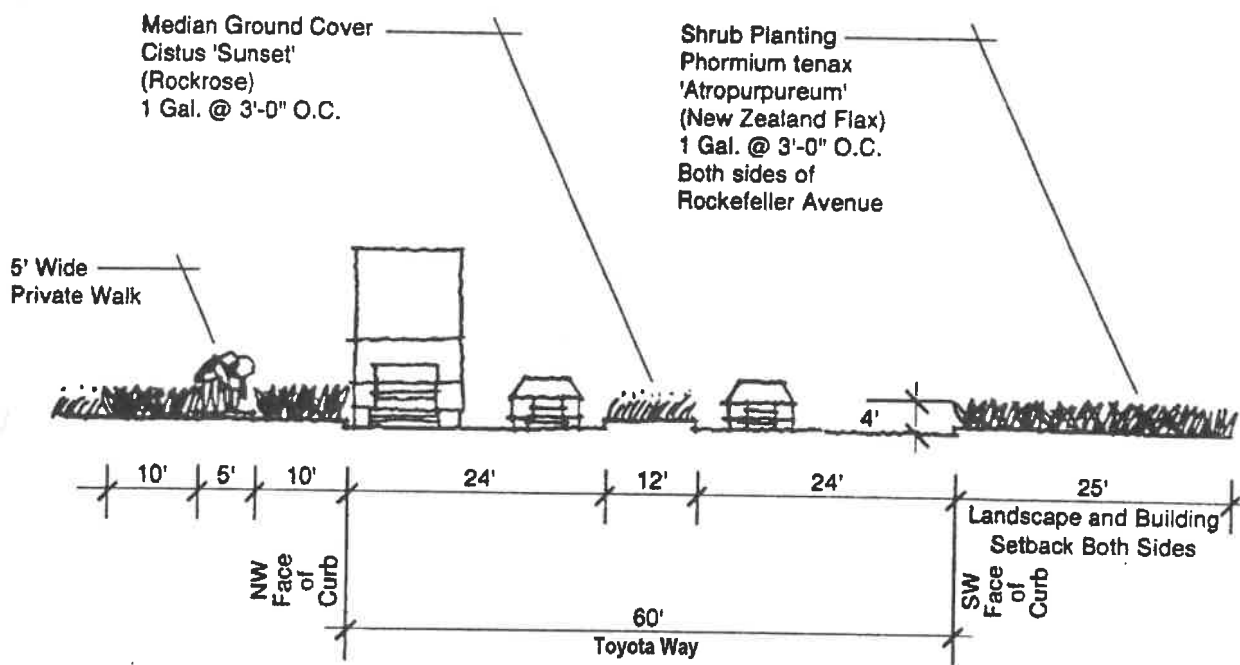 Median Ground Cover
Cistus 'Sunset'
(Rockrose)
1 Gal. @ 3'-0" O.C.
Shrub Planting
Phormium tenax
'Atropurpureum'
(New Zealand Flax)
1 Gal. @ 3'-0" O.C.
Both sides of
Rockefeller Avenue
5' Wide
Private Walk
4'
10'
5'
10'
24'
12'
24'
25'
Landscape and Building
Setback Both Sides
NW
Face
of
Curb
SW
Face
of
Curb
60'
Toyota Way